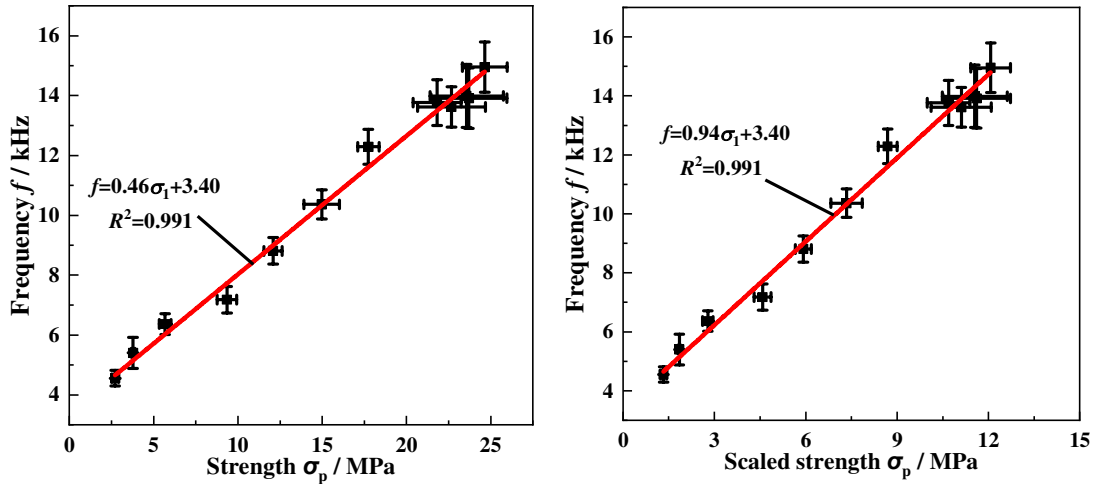 16
14
12
10
8
6
4
Frequency f / kHz
f=0.46σ₁+3.40
R²=0.991
0 5 10 15 20 25
Strength σₚ / MPa
16
14
12
10
8
6
4
Frequency f / kHz
f=0.94σ₁+3.40
R²=0.991
0 3 6 9 12 15
Scaled strength σₚ / MPa